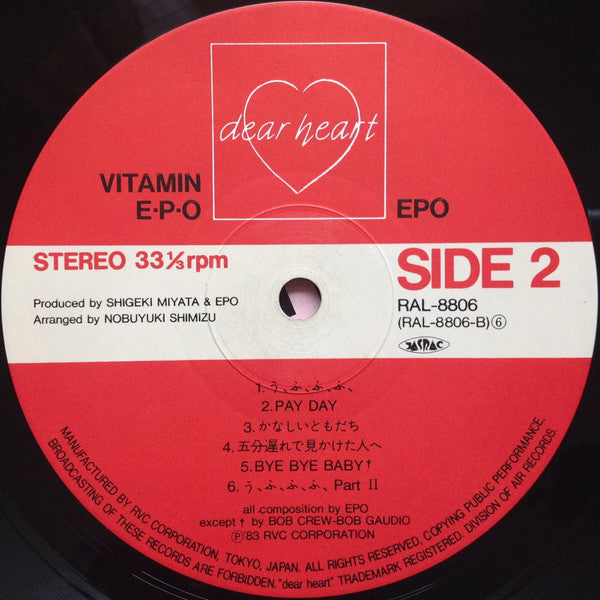 dear heart
VITAMIN
E·P·O
EPO
STEREO 33⅓rpm
SIDE 2
Produced by SHIGEKI MIYATA & EPO
Arranged by NOBUYUKI SHIMIZU
RAL-8806
(RAL-8806-B)⑥
JASRAC
1.う、ふ、ふ、ふ、
2.PAY DAY
3.かなしいともだち
4.五分遅れで見かけた人へ
5.BYE BYE BABY†
6.う、ふ、ふ、ふ、Part II
all composition by EPO
except † by BOB CREW-BOB GAUDIO
Ⓟ'83 RVC CORPORATION
MANUFACTURED BY RVC CORPORATION, TOKYO, JAPAN. ALL RIGHTS RESERVED. COPYING PUBLIC PERFORMANCE.
BROADCASTING OF THESE RECORDS ARE FORBIDDEN. "dear heart" TRADEMARK REGISTERED. DIVISION OF AIR RECORDS.